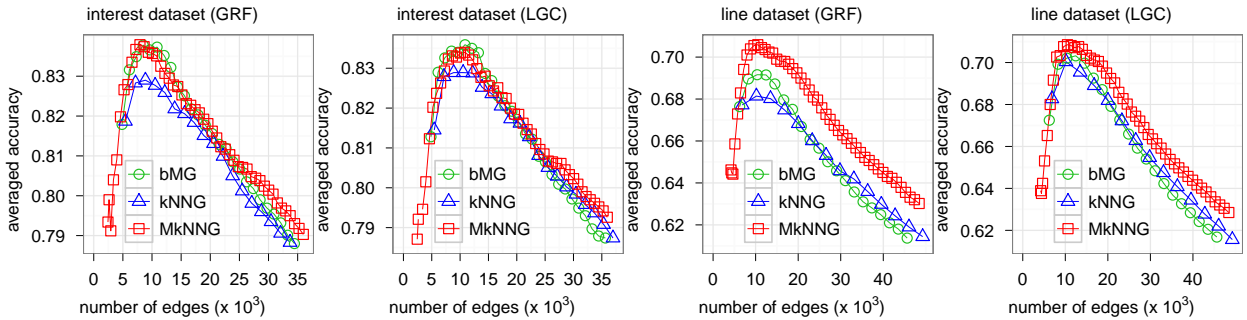 interest dataset (GRF)
averaged accuracy
0.83
0.82
0.81
0.80
0.79
bMG
kNNG
MkNNG
0 5 10 15 20 25 30 35
number of edges (x 10³)
interest dataset (LGC)
averaged accuracy
0.83
0.82
0.81
0.80
0.79
bMG
kNNG
MkNNG
0 5 10 15 20 25 30 35
number of edges (x 10³)
line dataset (GRF)
averaged accuracy
0.70
0.68
0.66
0.64
0.62
bMG
kNNG
MkNNG
0 10 20 30 40
number of edges (x 10³)
line dataset (LGC)
averaged accuracy
0.70
0.68
0.66
0.64
0.62
bMG
kNNG
MkNNG
0 10 20 30 40
number of edges (x 10³)